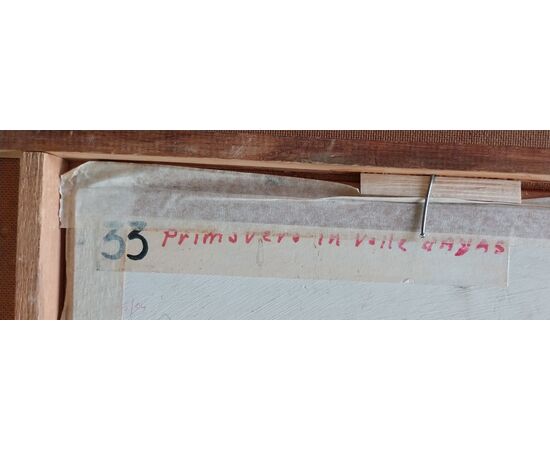 33 Primavera in valle d'AyAS